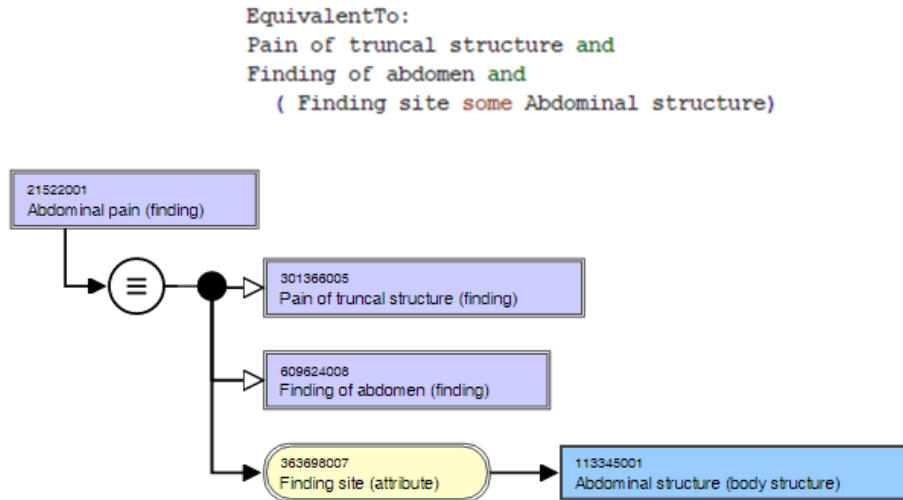 EquivalentTo:
Pain of truncal structure and
Finding of abdomen and
( Finding site some Abdominal structure)
21522001
Abdominal pain (finding)
≡
301366005
Pain of truncal structure (finding)
609624008
Finding of abdomen (finding)
363698007
Finding site (attribute)
113345001
Abdominal structure (body structure)